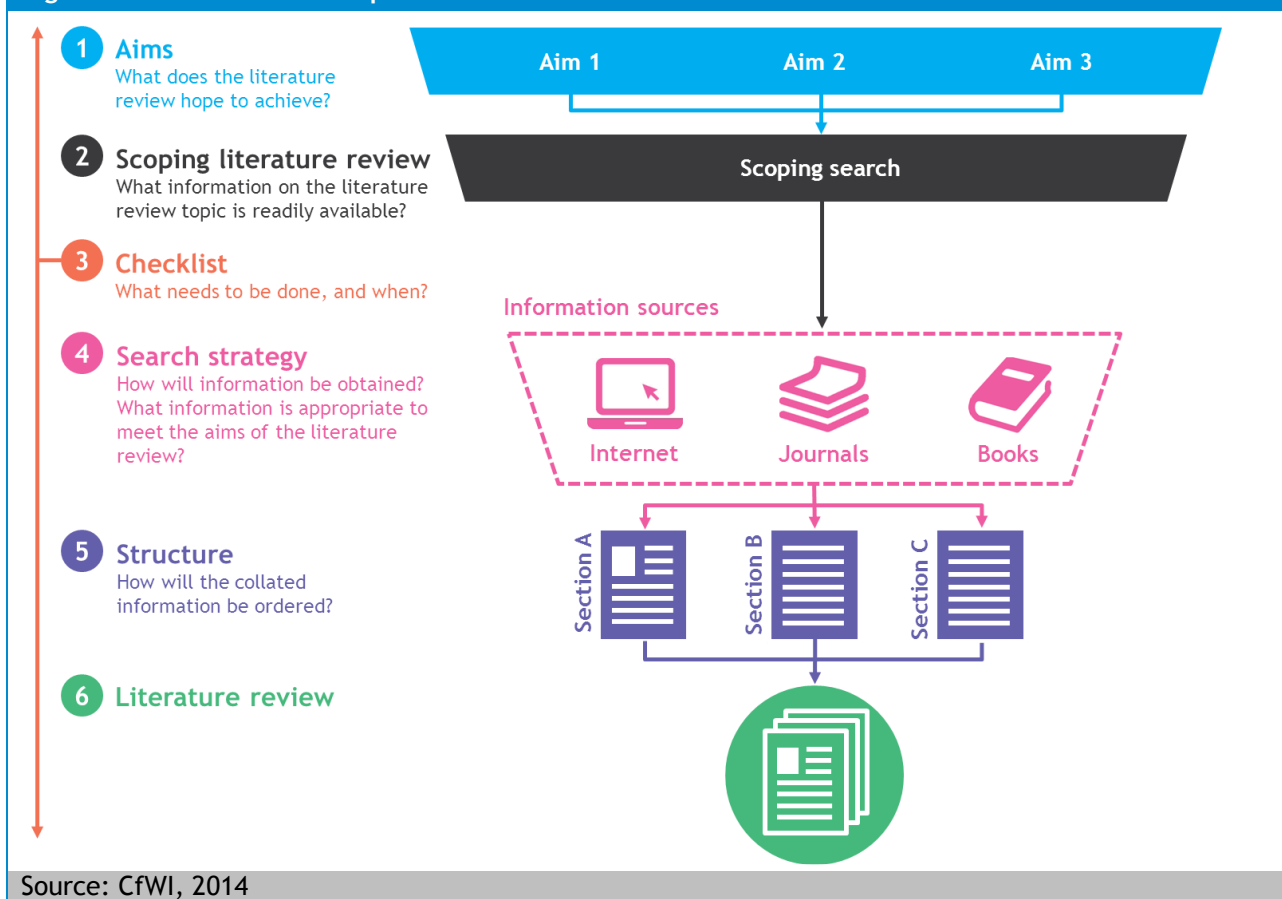 1 Aims
What does the literature
review hope to achieve?
Aim 1 Aim 2 Aim 3
2 Scoping literature review
What information on the literature
review topic is readily available?
Scoping search
3 Checklist
What needs to be done, and when?
Information sources
4 Search strategy
How will information be obtained?
What information is appropriate to
meet the aims of the literature
review?
Internet Journals Books
5 Structure
How will the collated
information be ordered?
Section A
Section B
Section C
6 Literature review
Source: CfWI, 2014